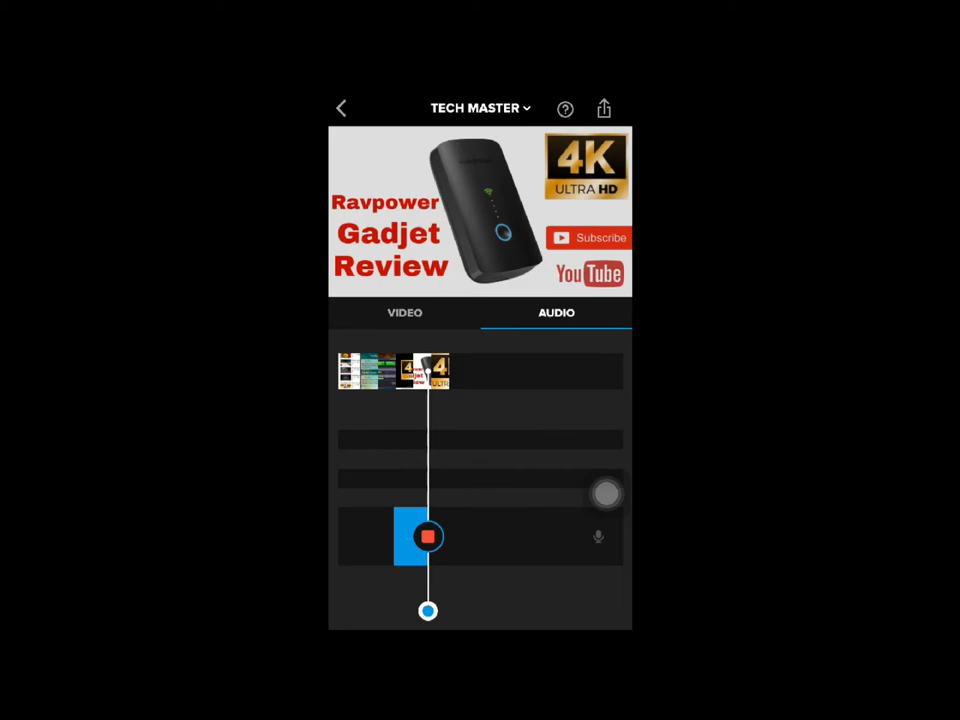 TECH MASTER
Ravpower
Gadjet
Review
4K
ULTRA HD
Subscribe
YouTube
VIDEO
AUDIO